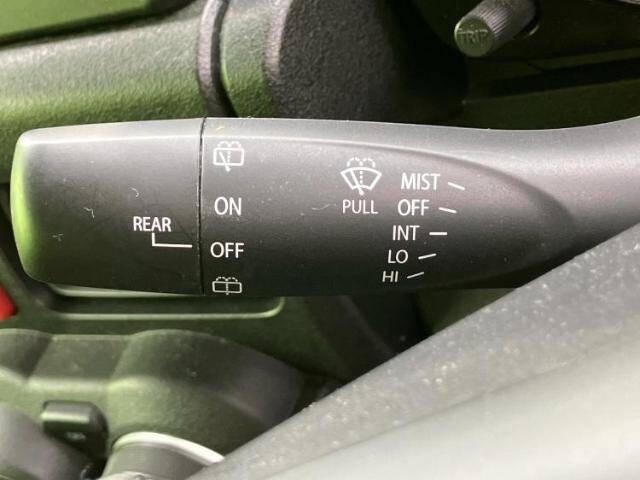 TRIP
MIST
OFF
INT
LO
HI
PULL
ON
REAR
OFF